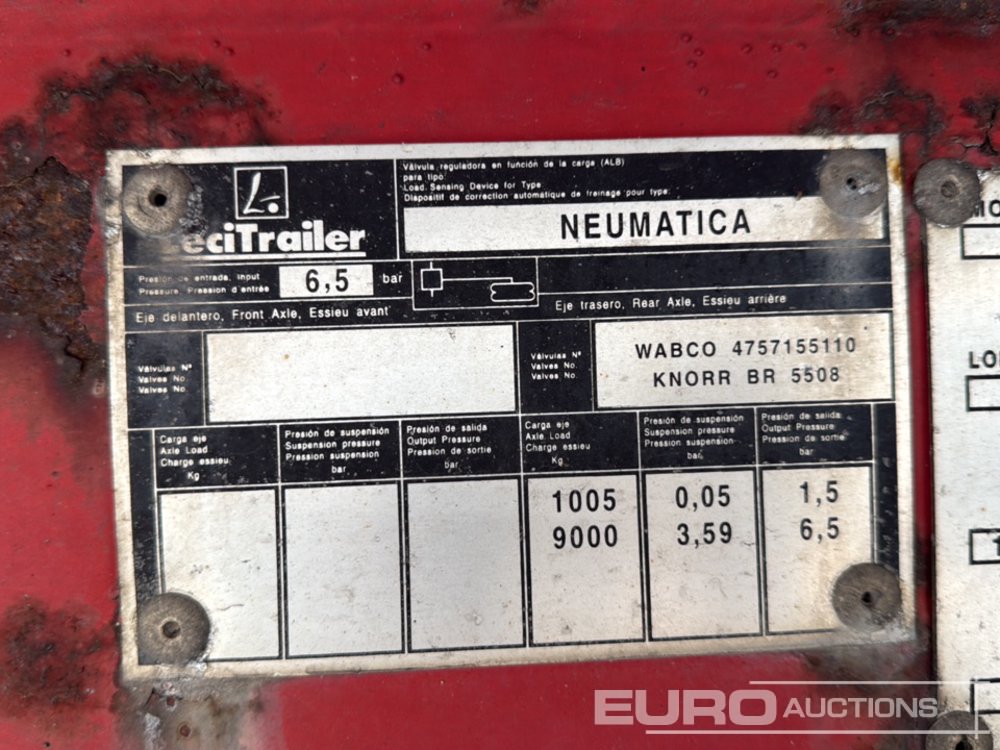 Válvula reguladora en función de la carga (ALB)
para tipo:
Load Sensing Device for Type
Dispositif de correction automatique de freinage pour type:
NEUMATICA
LeciTrailer
Presión de entrada, Input
Pressure, Pression d'entrée
6,5 bar
Eje delantero, Front Axle, Essieu avant
Eje trasero, Rear Axle, Essieu arrière
Válvulas Nº
Valves No.
Valves No.
Válvulas Nº
Valves No.
Valves No.
WABCO 4757155110
KNORR BR 5508
Carga eje
Axle Load
Charge essieu
Kg
Presión de suspensión
Suspension pressure
Pression suspension
bar
Presión de salida
Output Pressure
Pression de sortie
bar
Carga eje
Axle Load
Charge essieu
Kg
Presión de suspensión
Suspension pressure
Pression suspension
bar
Presión de salida
Output Pressure
Pression de sortie
bar
1005 0,05 1,5
9000 3,59 6,5
MO
LO
EURO AUCTIONS